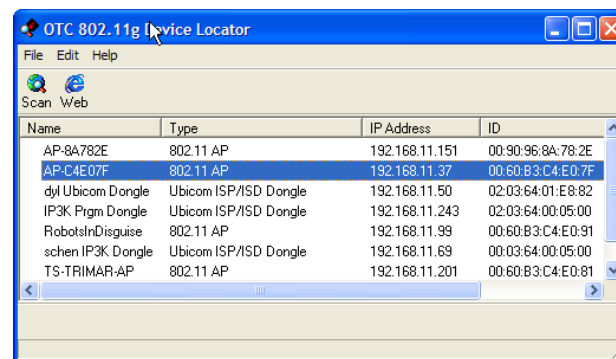 OTC 802.11g Device Locator
File Edit Help
Scan Web
Name Type IP Address ID
AP-8A782E 802.11 AP 192.168.11.151 00:90:96:8A:78:2E
AP-C4E07F 802.11 AP 192.168.11.37 00:60:B3:C4:E0:7F
dyl Ubicom Dongle Ubicom ISP/ISD Dongle 192.168.11.50 02:03:64:01:E8:82
IP3K Prgm Dongle Ubicom ISP/ISD Dongle 192.168.11.243 02:03:64:00:05:00
RobotsInDisguise 802.11 AP 192.168.11.99 00:60:B3:C4:E0:91
schen IP3K Dongle Ubicom ISP/ISD Dongle 192.168.11.69 00:03:64:00:05:00
TS-TRIMAR-AP 802.11 AP 192.168.11.201 00:60:B3:C4:E0:81